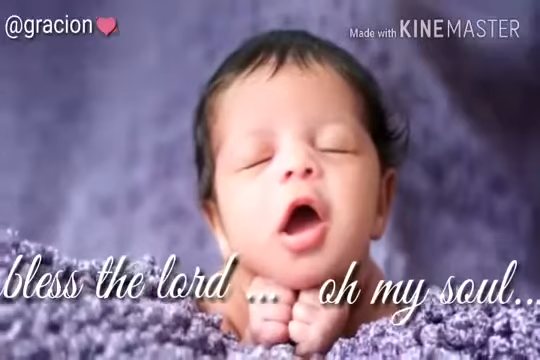 @gracion❤
Made with KINEMASTER
bless the lord ... oh my soul...